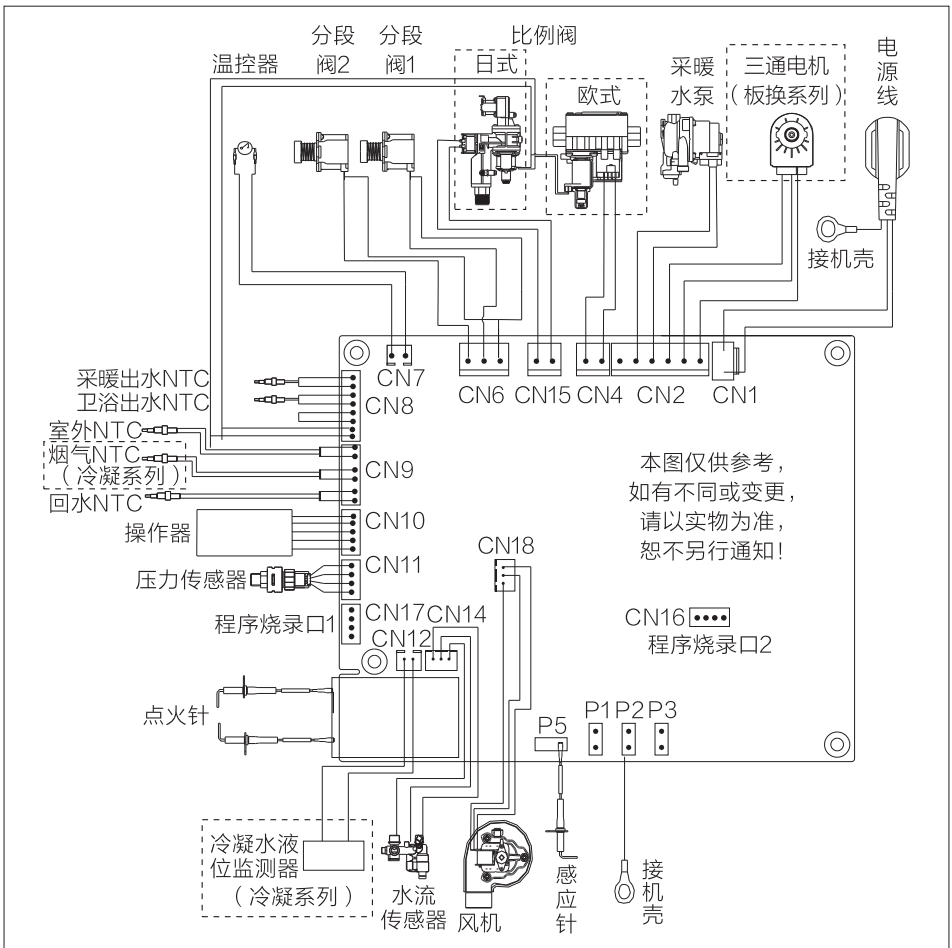 分段
阀2
分段
阀1
比例阀
日式
温控器
欧式
采暖
水泵
三通电机
(板换系列)
电源线
接机壳
CN7
CN6
CN15
CN4
CN2
CN1
采暖出水NTC
卫浴出水NTC
CN8
室外NTC
烟气NTC
(冷凝系列)
CN9
回水NTC
操作器
CN10
压力传感器
CN11
程序烧录口1
CN17
CN14
CN12
CN18
本图仅供参考，
如有不同或变更，
请以实物为准，
恕不另行通知！
CN16
程序烧录口2
点火针
P5
P1
P2
P3
冷凝水液
位监测器
(冷凝系列)
水流
传感器
风机
感应针
接机壳